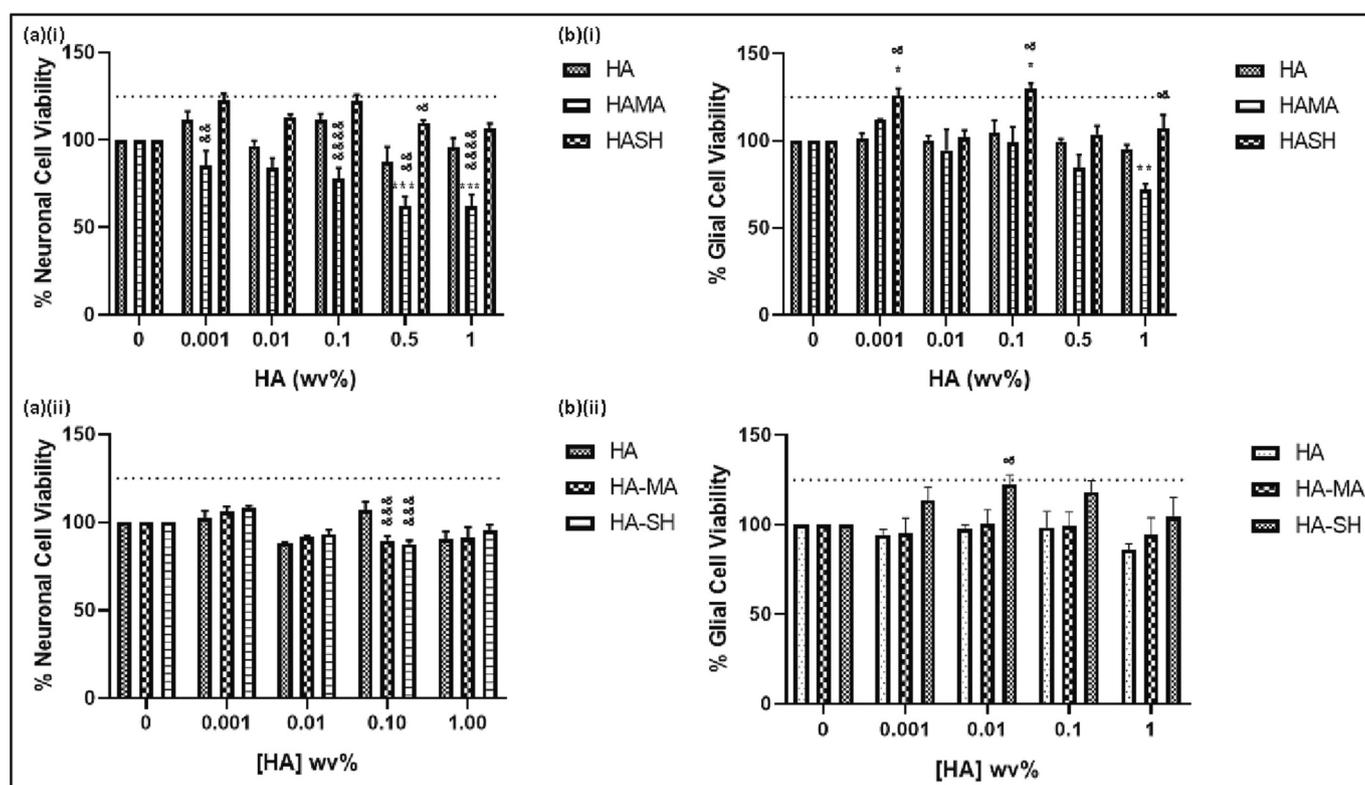 (a)(i)
% Neuronal Cell Viability
150
100
50
0
&&
&&&&
***
&&
&
***
&&&&
0 0.001 0.01 0.1 0.5 1
HA (wv%)
HA
HAMA
HASH
(b)(i)
% Glial Cell Viability
150
100
50
0
&
*
&
*
**
&
0 0.001 0.01 0.1 0.5 1
HA (wv%)
HA
HAMA
HASH
(a)(ii)
% Neuronal Cell Viability
150
100
50
0
&&&
&&&
0 0.001 0.01 0.10 1.00
[HA] wv%
HA
HA-MA
HA-SH
(b)(ii)
% Glial Cell Viability
150
100
50
0
&
0 0.001 0.01 0.1 1
[HA] wv%
HA
HA-MA
HA-SH